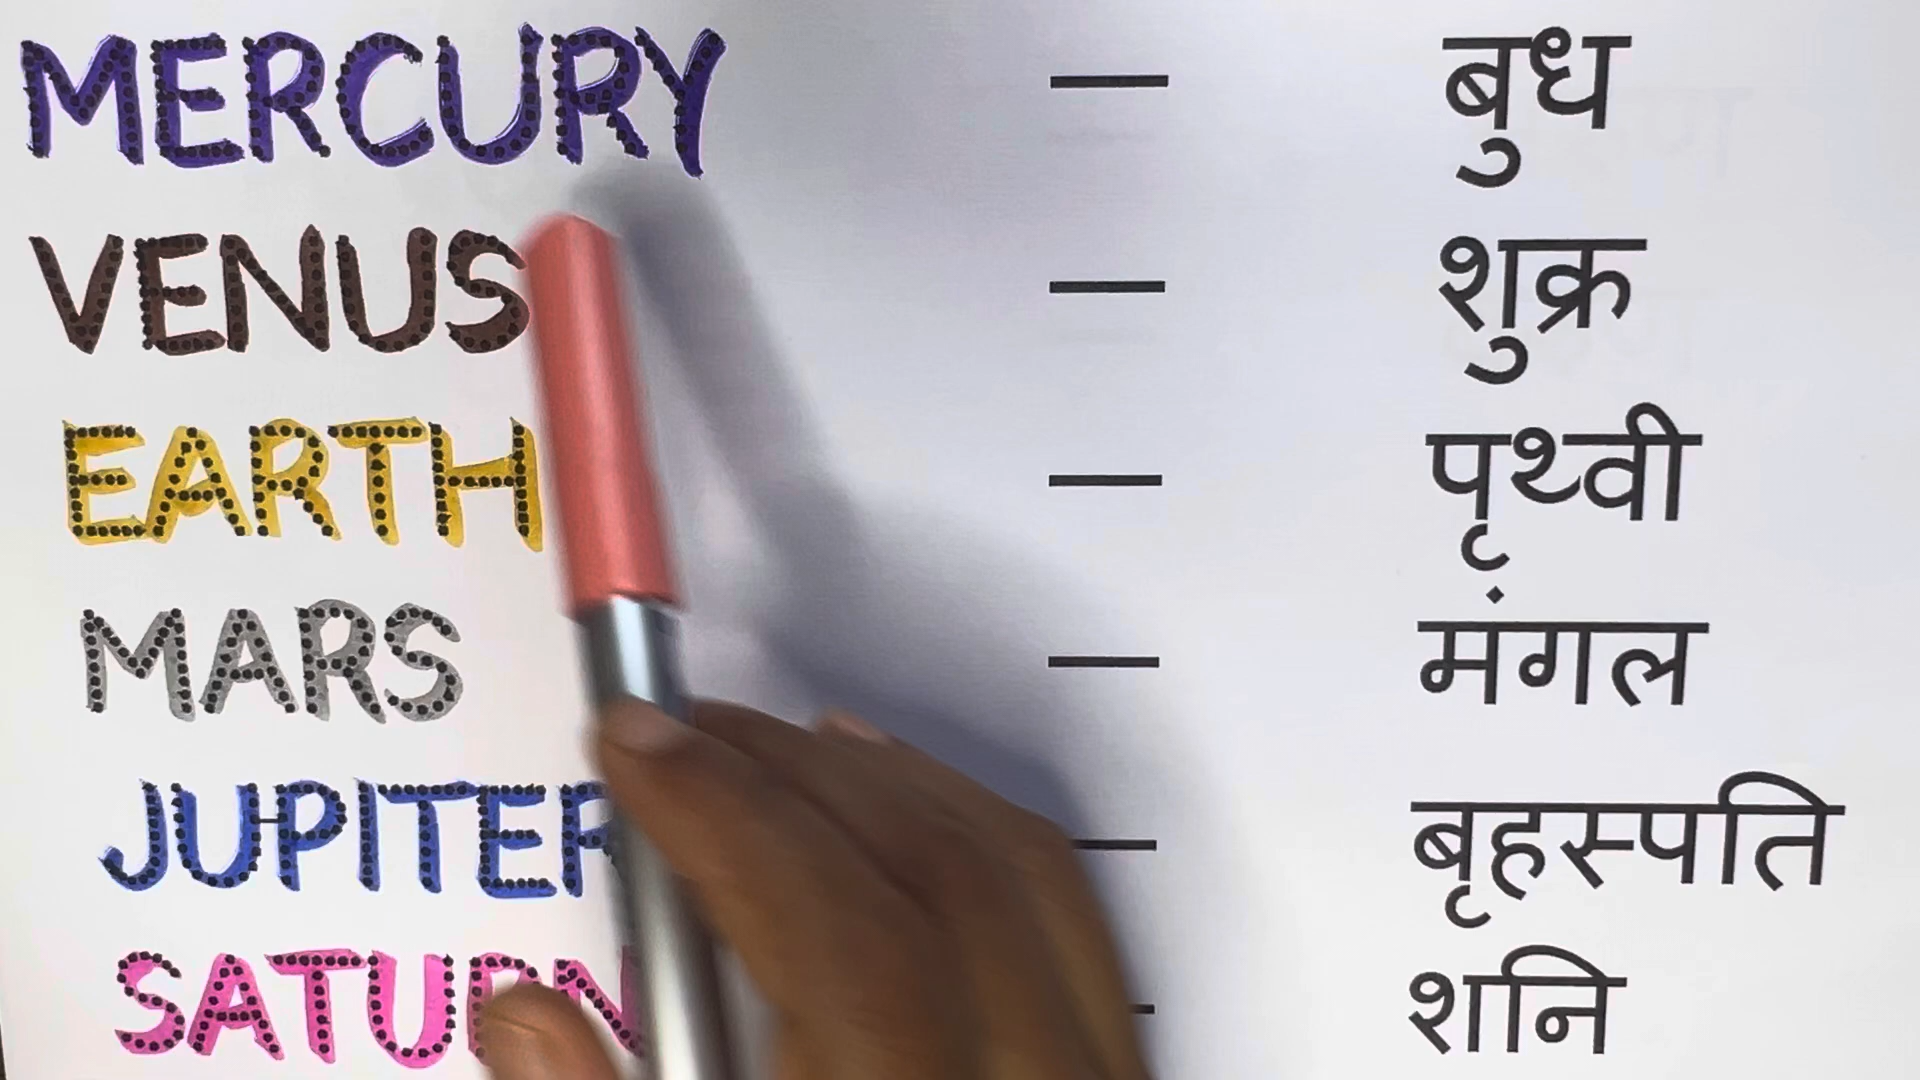 MERCURY — बुध
VENUS — शुक्र
EARTH — पृथ्वी
MARS — मंगल
JUPITER — बृहस्पति
SATURN — शनि